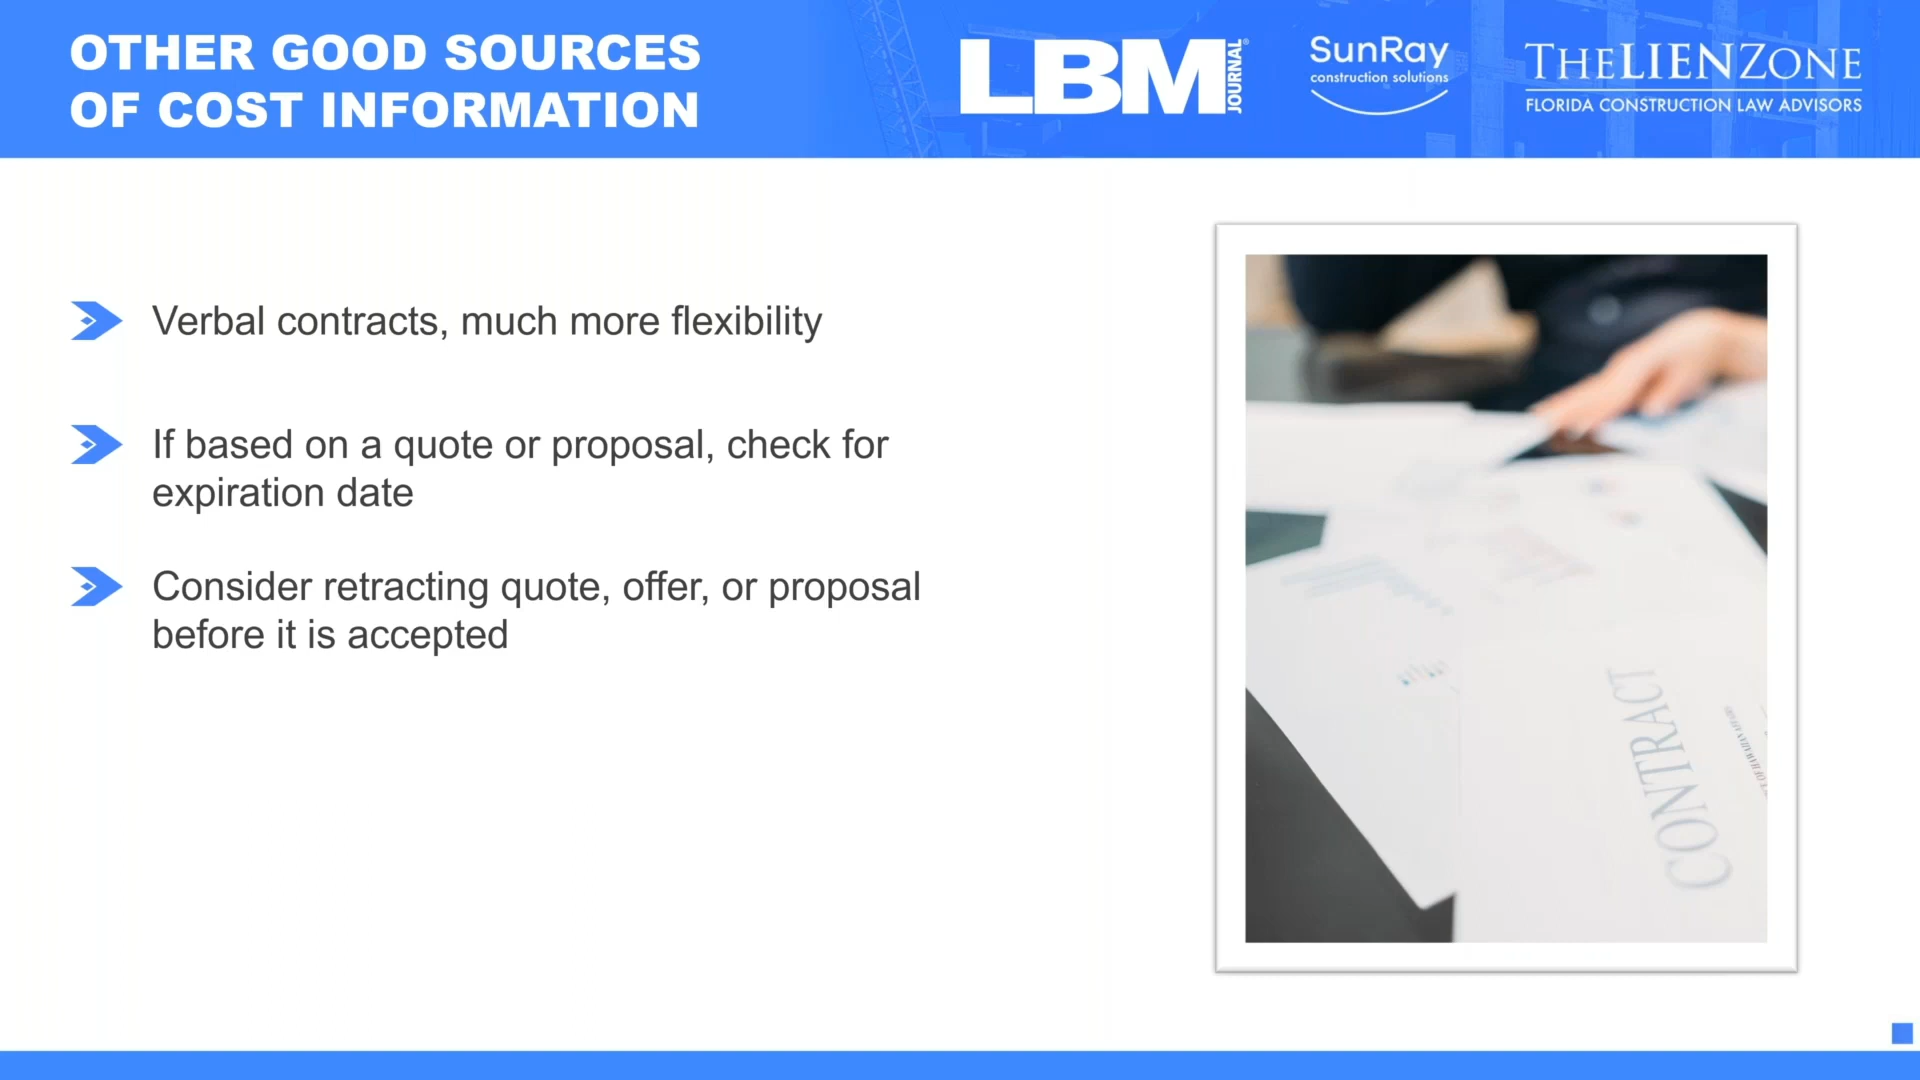 OTHER GOOD SOURCES
OF COST INFORMATION
LBM
JOURNAL®
SunRay
construction solutions
THELIENZONE
FLORIDA CONSTRUCTION LAW ADVISORS
Verbal contracts, much more flexibility
If based on a quote or proposal, check for
expiration date
Consider retracting quote, offer, or proposal
before it is accepted
CONTRACT